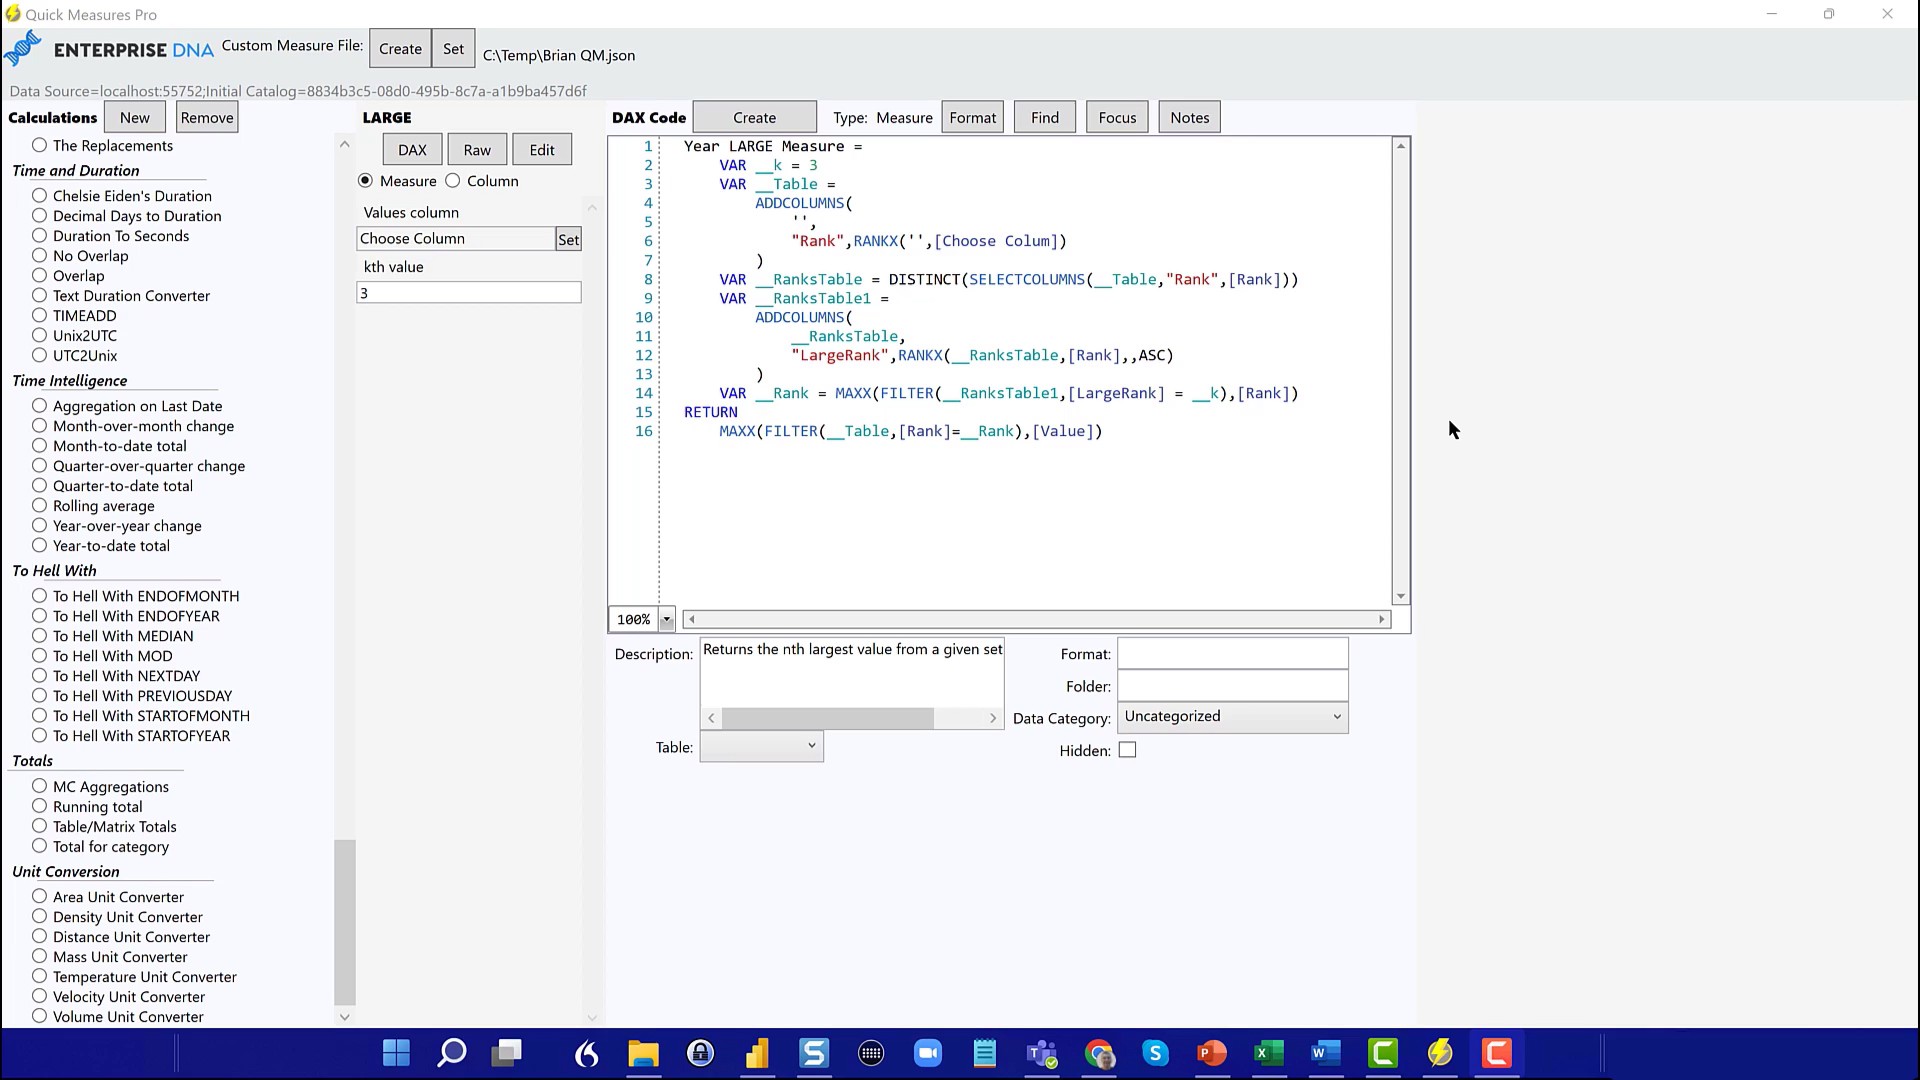 Quick Measures Pro
ENTERPRISE DNA
Custom Measure File:
Create
Set
C:\Temp\Brian QM.json
Data Source=localhost:55752;Initial Catalog=8834b3c5-08d0-495b-8c7a-a1b9ba457d6f
Calculations
New
Remove
The Replacements
Time and Duration
Chelsie Eiden's Duration
Decimal Days to Duration
Duration To Seconds
No Overlap
Overlap
Text Duration Converter
TIMEADD
Unix2UTC
UTC2Unix
Time Intelligence
Aggregation on Last Date
Month-over-month change
Month-to-date total
Quarter-over-quarter change
Quarter-to-date total
Rolling average
Year-over-year change
Year-to-date total
To Hell With
To Hell With ENDOFMONTH
To Hell With ENDOFYEAR
To Hell With MEDIAN
To Hell With MOD
To Hell With NEXTDAY
To Hell With PREVIOUSDAY
To Hell With STARTOFMONTH
To Hell With STARTOFYEAR
Totals
MC Aggregations
Running total
Table/Matrix Totals
Total for category
Unit Conversion
Area Unit Converter
Density Unit Converter
Distance Unit Converter
Mass Unit Converter
Temperature Unit Converter
Velocity Unit Converter
Volume Unit Converter
LARGE
DAX
Raw
Edit
Measure
Column
Values column
Choose Column
Set
kth value
3
DAX Code
Create
Type: Measure
Format
Find
Focus
Notes
1 Year LARGE Measure =
2 VAR __k = 3
3 VAR __Table =
4 ADDCOLUMNS(
5 '',
6 "Rank",RANKX('',[Choose Colum])
7 )
8 VAR __RanksTable = DISTINCT(SELECTCOLUMNS(__Table,"Rank",[Rank]))
9 VAR __RanksTable1 =
10 ADDCOLUMNS(
11 __RanksTable,
12 "LargeRank",RANKX(__RanksTable,[Rank],,ASC)
13 )
14 VAR __Rank = MAXX(FILTER(__RanksTable1,[LargeRank] = __k),[Rank])
15 RETURN
16 MAXX(FILTER(__Table,[Rank]=__Rank),[Value])
100%
Description:
Returns the nth largest value from a given set
Format:
Folder:
Data Category:
Uncategorized
Table:
Hidden:
S
S
P
X
W
C
C